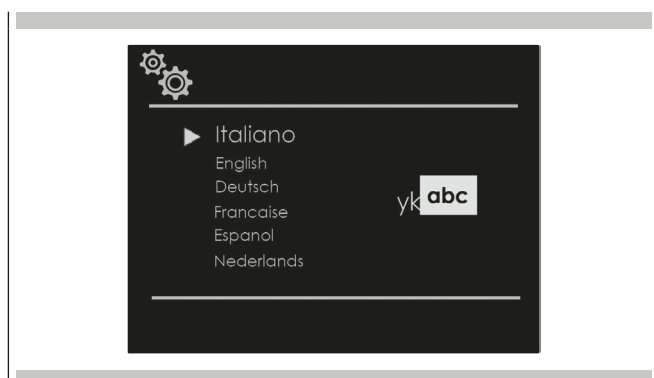 Italiano
English
Deutsch
Francaise
Espanol
Nederlands
yk abc